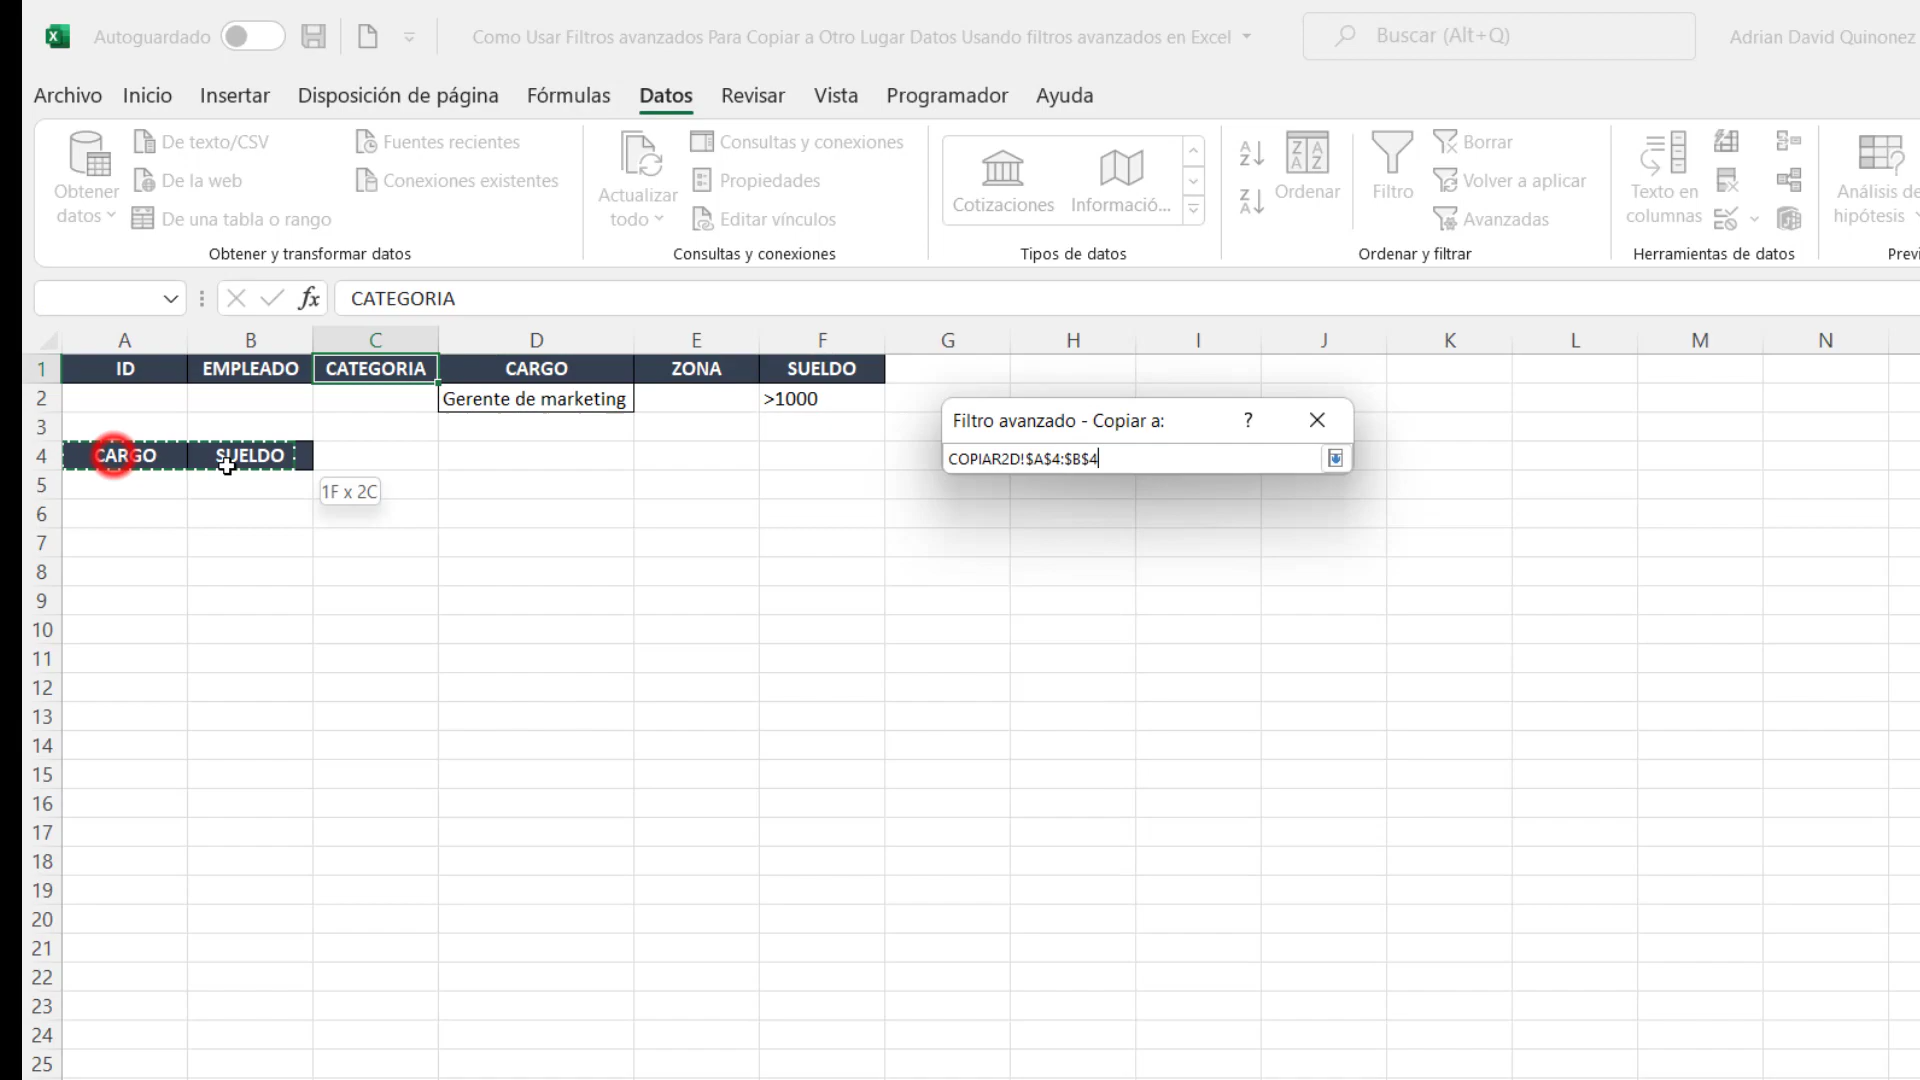 Autoguardado
Como Usar Filtros avanzados Para Copiar a Otro Lugar Datos Usando filtros avanzados en Excel
Buscar (Alt+Q)
Adrian David Quinonez
Archivo Inicio Insertar Disposición de página Fórmulas Datos Revisar Vista Programador Ayuda
Obtener datos
De texto/CSV
De la web
De una tabla o rango
Fuentes recientes
Conexiones existentes
Obtener y transformar datos
Actualizar todo
Consultas y conexiones
Propiedades
Editar vínculos
Consultas y conexiones
Cotizaciones
Informació...
Tipos de datos
Ordenar
Filtro
Borrar
Volver a aplicar
Avanzadas
Ordenar y filtrar
Texto en columnas
Herramientas de datos
Análisis de hipótesis
Previ
fx CATEGORIA
A B C D E F G H I J K L M N
1 ID EMPLEADO CATEGORIA CARGO ZONA SUELDO
2 Gerente de marketing >1000
3
4 CARGO SUELDO
5
6
7
8
9
10
11
12
13
14
15
16
17
18
19
20
21
22
23
24
25
1F x 2C
Filtro avanzado - Copiar a: ?
COPIAR2D!$A$4:$B$4